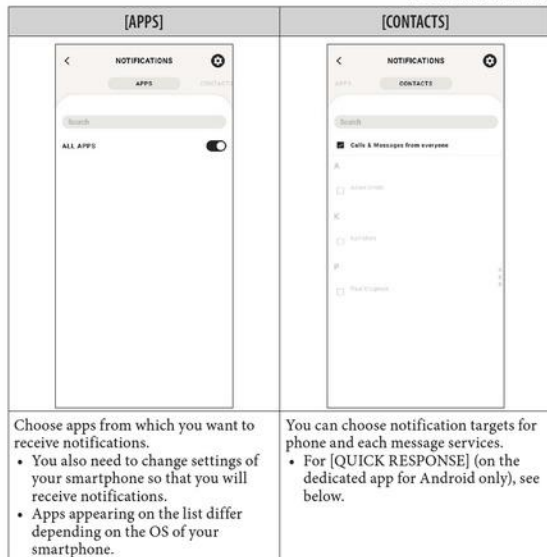 [APPS]
[CONTACTS]
NOTIFICATIONS
APPS
CONTACTS
Search
ALL APPS
NOTIFICATIONS
APPS
CONTACTS
Search
Calls & Messages from everyone
A
K
P
Choose apps from which you want to
receive notifications.
• You also need to change settings of
your smartphone so that you will
receive notifications.
• Apps appearing on the list differ
depending on the OS of your
smartphone.
You can choose notification targets for
phone and each message services.
• For [QUICK RESPONSE] (on the
dedicated app for Android only), see
below.